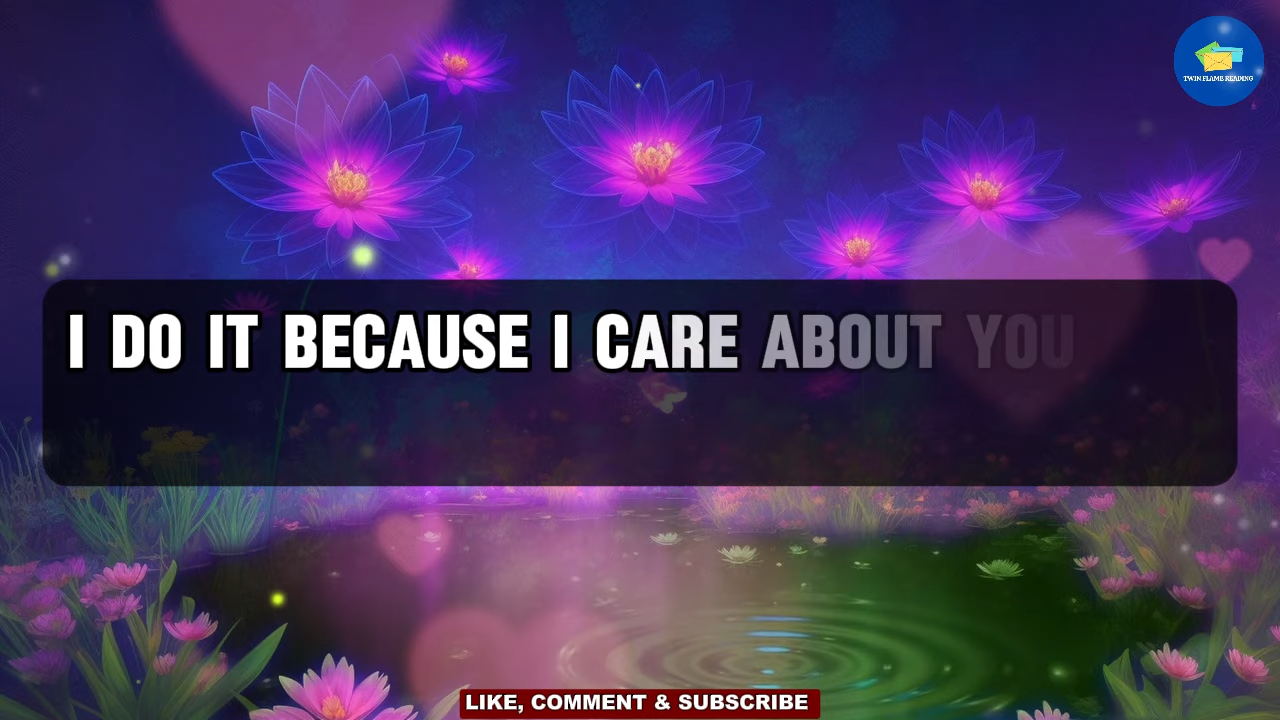 TWIN FLAME READING
I DO IT BECAUSE I CARE ABOUT YOU
LIKE, COMMENT & SUBSCRIBE